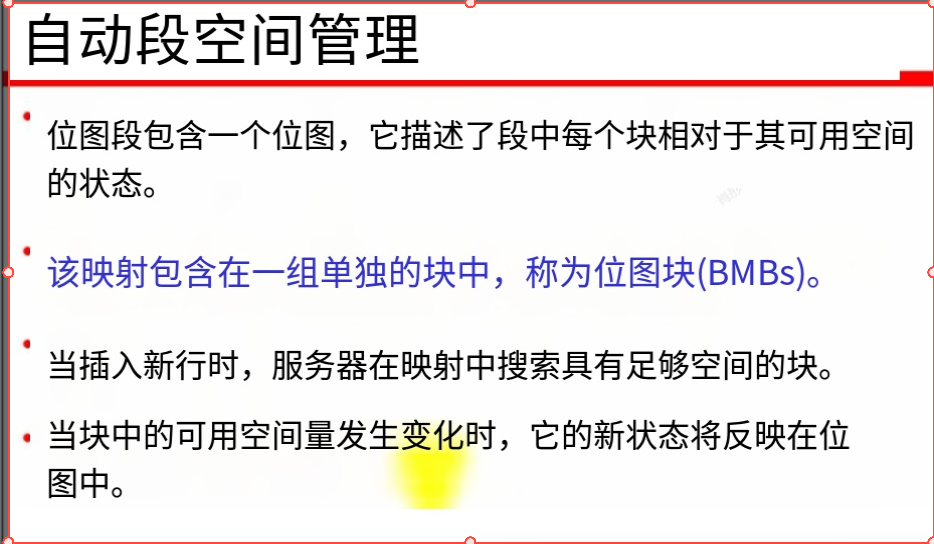 自动段空间管理
位图段包含一个位图，它描述了段中每个块相对于其可用空间
的状态。
该映射包含在一组单独的块中，称为位图块(BMBs)。
当插入新行时，服务器在映射中搜索具有足够空间的块。
当块中的可用空间量发生变化时，它的新状态将反映在位
图中。